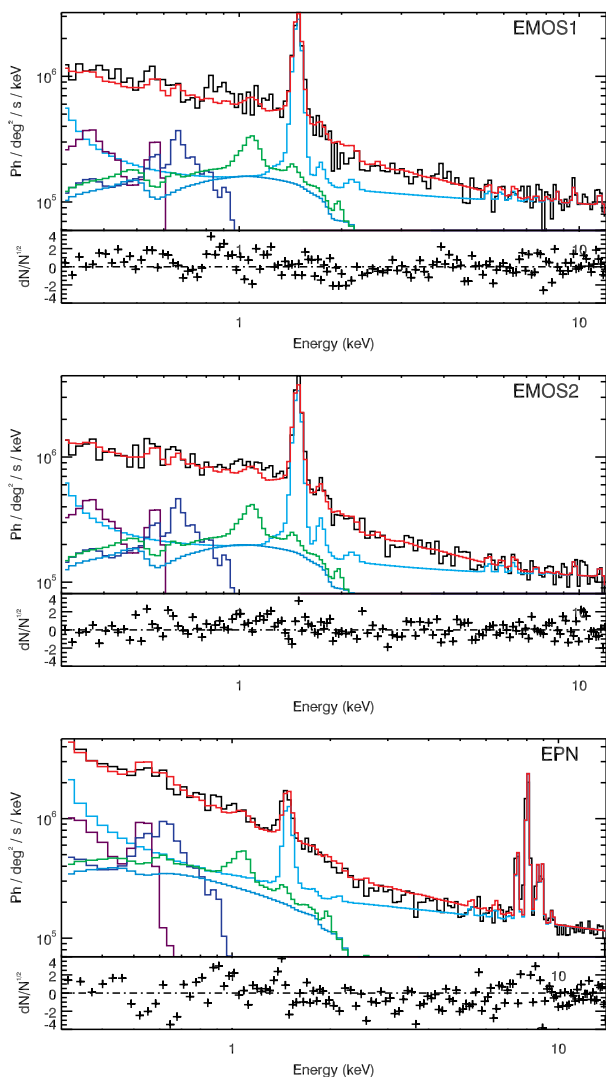 EMOS1
Ph / deg² / s / keV
10⁶
10⁵
dN/N^1/2
4
2
0
-2
-4
1
10
1
10
Energy (keV)
EMOS2
Ph / deg² / s / keV
10⁶
10⁵
dN/N^1/2
4
2
0
-2
-4
1
10
Energy (keV)
EPN
Ph / deg² / s / keV
10⁶
10⁵
dN/N^1/2
2
0
-2
-4
10
1
10
Energy (keV)